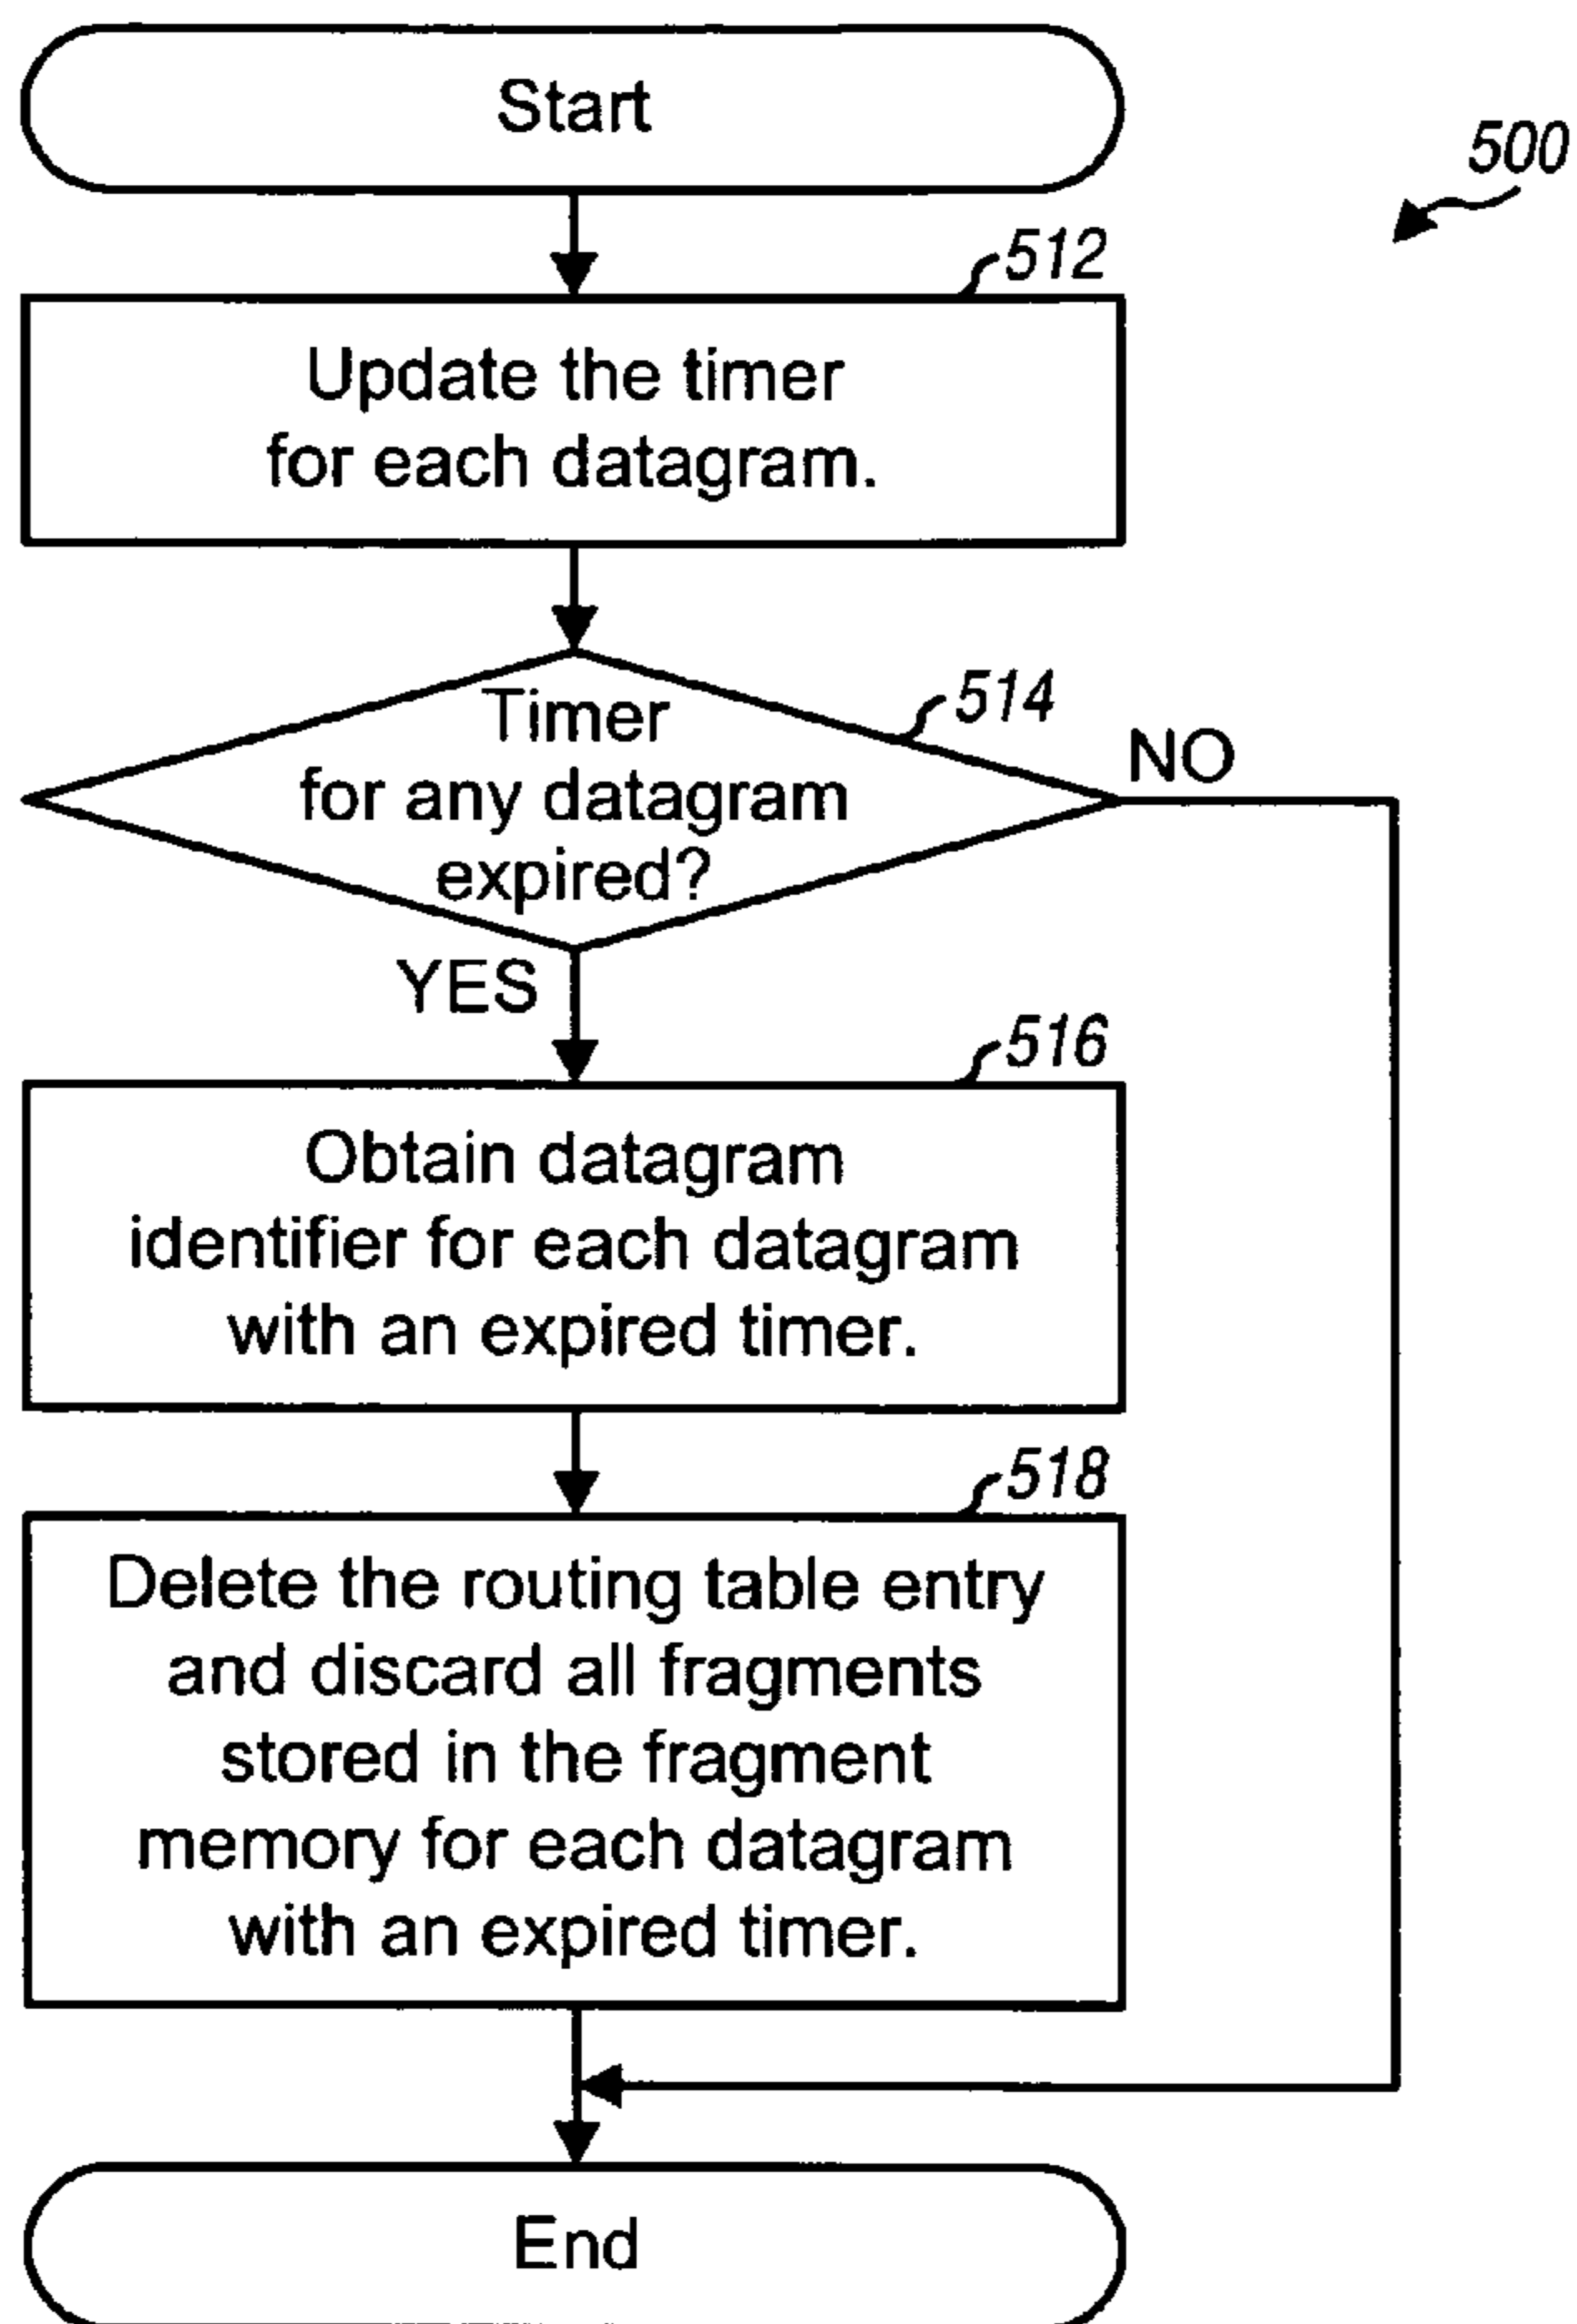 Start
500
512
Update the timer
for each datagram.
514
Timer
for any datagram
expired?
NO
YES
516
Obtain datagram
identifier for each datagram
with an expired timer.
518
Delete the routing table entry
and discard all fragments
stored in the fragment
memory for each datagram
with an expired timer.
End